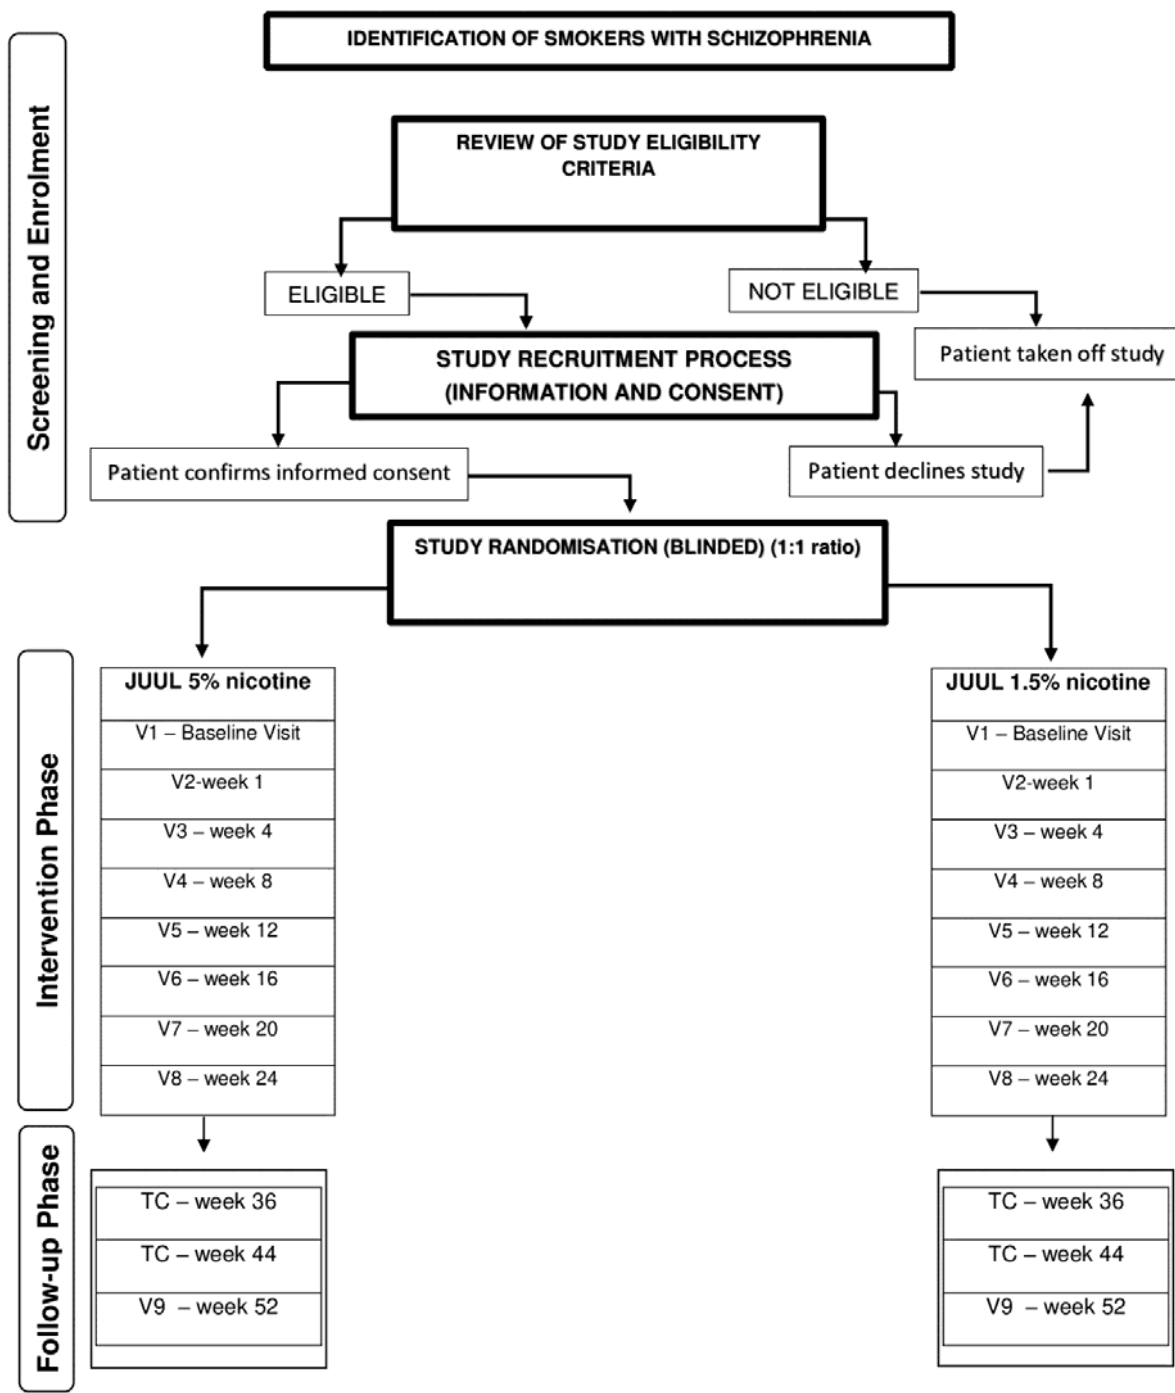 IDENTIFICATION OF SMOKERS WITH SCHIZOPHRENIA
Screening and Enrolment
REVIEW OF STUDY ELIGIBILITY
CRITERIA
ELIGIBLE
NOT ELIGIBLE
STUDY RECRUITMENT PROCESS
(INFORMATION AND CONSENT)
Patient taken off study
Patient confirms informed consent
Patient declines study
STUDY RANDOMISATION (BLINDED) (1:1 ratio)
Intervention Phase
JUUL 5% nicotine
V1 – Baseline Visit
V2-week 1
V3 – week 4
V4 – week 8
V5 – week 12
V6 – week 16
V7 – week 20
V8 – week 24
JUUL 1.5% nicotine
V1 – Baseline Visit
V2-week 1
V3 – week 4
V4 – week 8
V5 – week 12
V6 – week 16
V7 – week 20
V8 – week 24
Follow-up Phase
TC – week 36
TC – week 44
V9 – week 52
TC – week 36
TC – week 44
V9 – week 52